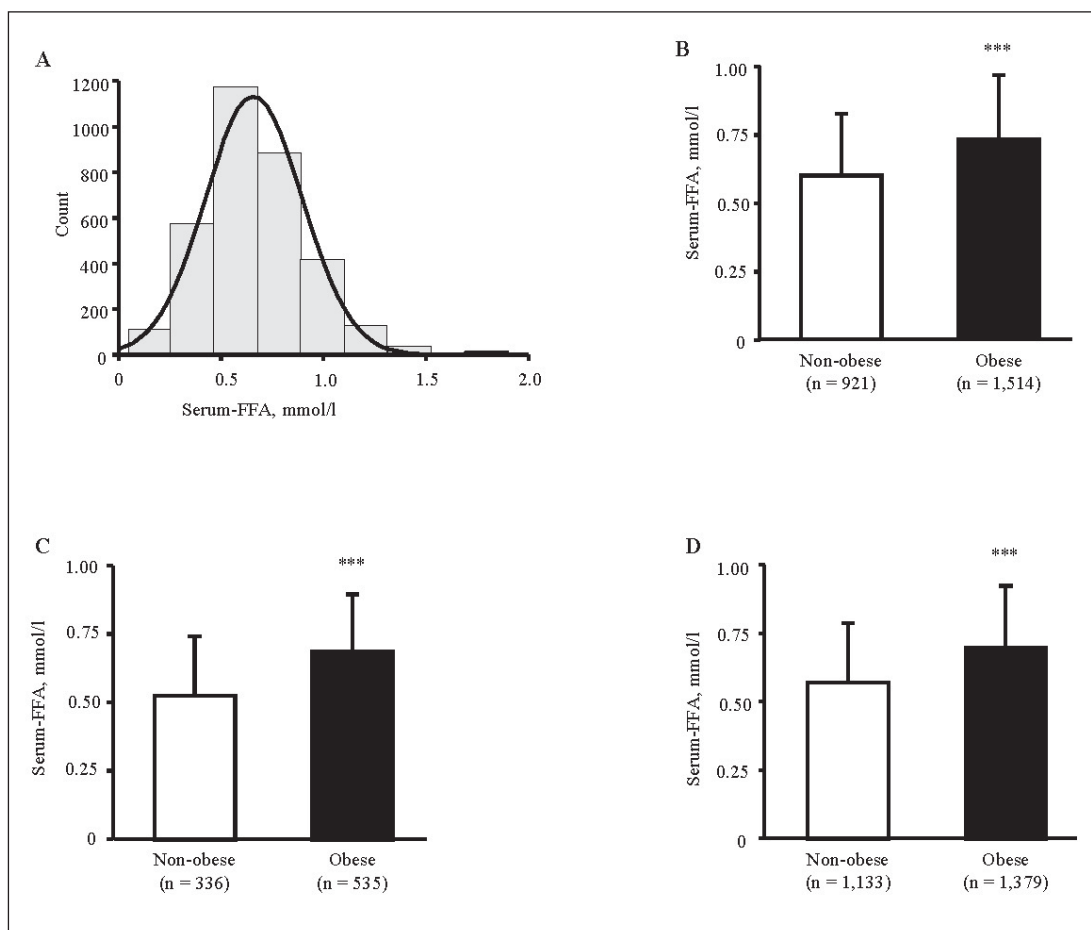 A
Count
1200
1000
800
600
400
200
0
0
0.5
1.0
1.5
2.0
Serum-FFA, mmol/l
B
***
Serum-FFA, mmol/l
1.00
0.75
0.50
0.25
0
Non-obese
(n = 921)
Obese
(n = 1,514)
C
***
Serum-FFA, mmol/l
1.00
0.75
0.50
0.25
0
Non-obese
(n = 336)
Obese
(n = 535)
D
***
Serum-FFA, mmol/l
1.00
0.75
0.50
0.25
0
Non-obese
(n = 1,133)
Obese
(n = 1,379)